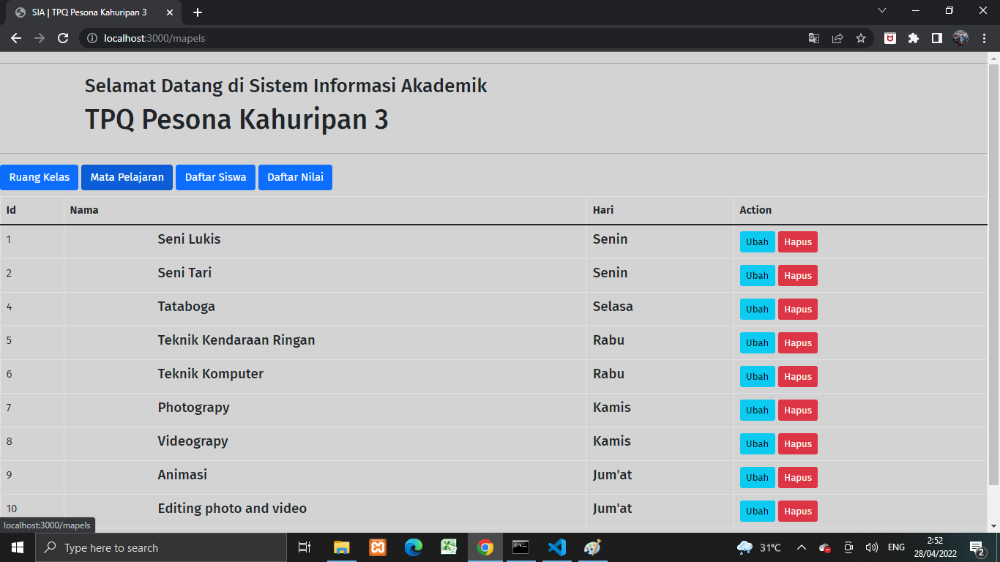 SIA | TPQ Pesona Kahuripan 3
localhost:3000/mapels
Selamat Datang di Sistem Informasi Akademik
TPQ Pesona Kahuripan 3
Ruang Kelas Mata Pelajaran Daftar Siswa Daftar Nilai
Id Nama Hari Action
1 Seni Lukis Senin Ubah Hapus
2 Seni Tari Senin Ubah Hapus
4 Tataboga Selasa Ubah Hapus
5 Teknik Kendaraan Ringan Rabu Ubah Hapus
6 Teknik Komputer Rabu Ubah Hapus
7 Photograpy Kamis Ubah Hapus
8 Videograpy Kamis Ubah Hapus
9 Animasi Jum'at Ubah Hapus
10 Editing photo and video Jum'at Ubah Hapus
localhost:3000/mapels
Type here to search 31°C ENG 2:52
28/04/2022 2